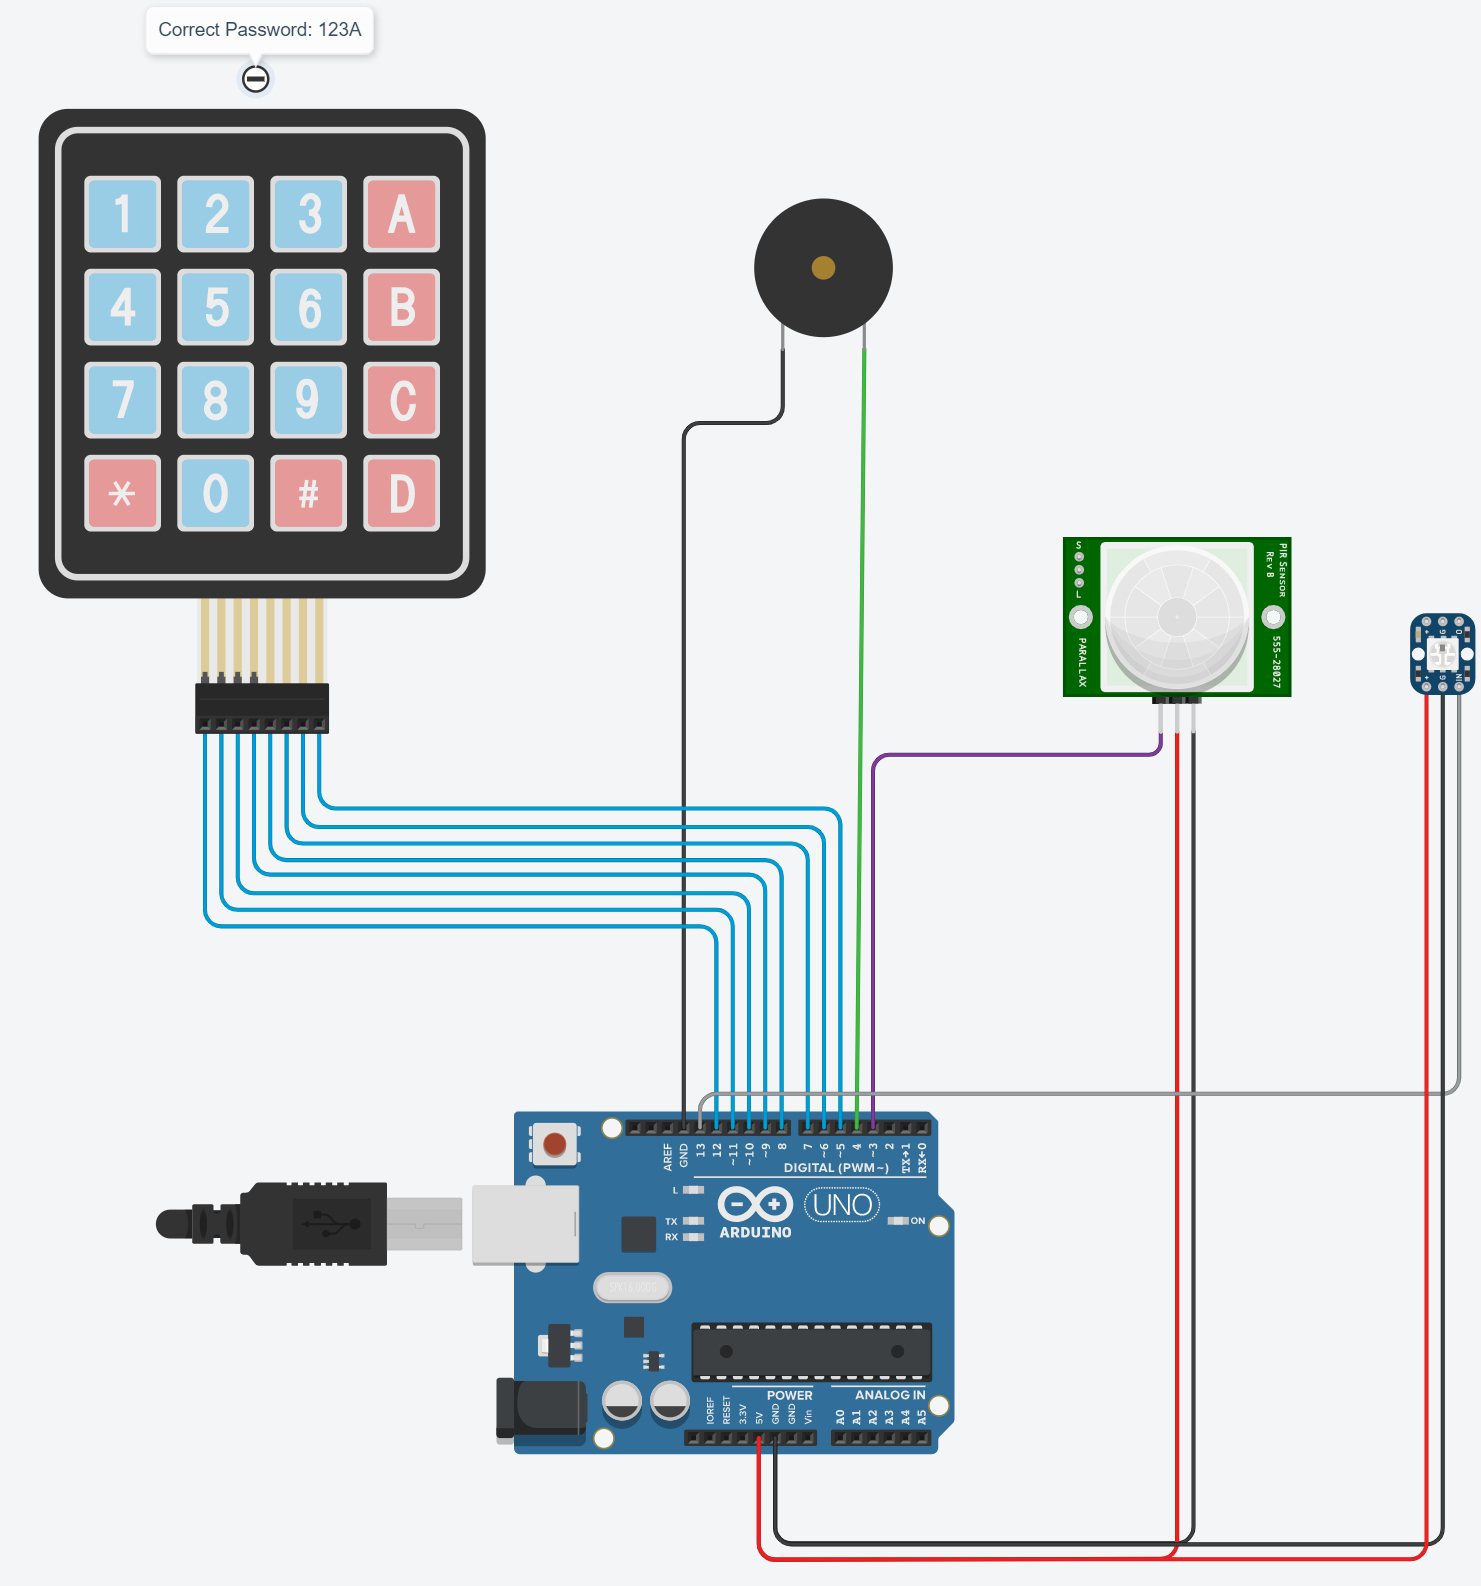 Correct Password: 123A
1 2 3 A
4 5 6 B
7 8 9 C
* 0 # D
S
L
PARALLAX
PIR SENSOR
REV B
555-28027
+ G O
+ G IN
AREF GND 13 12 ~11 ~10 ~9 8 7 ~6 ~5 4 ~3 2 TX→1 RX←0
DIGITAL (PWM~)
L
TX
RX
ARDUINO
UNO
ON
POWER
ANALOG IN
IOREF RESET 3.3V 5V GND GND Vin A0 A1 A2 A3 A4 A5